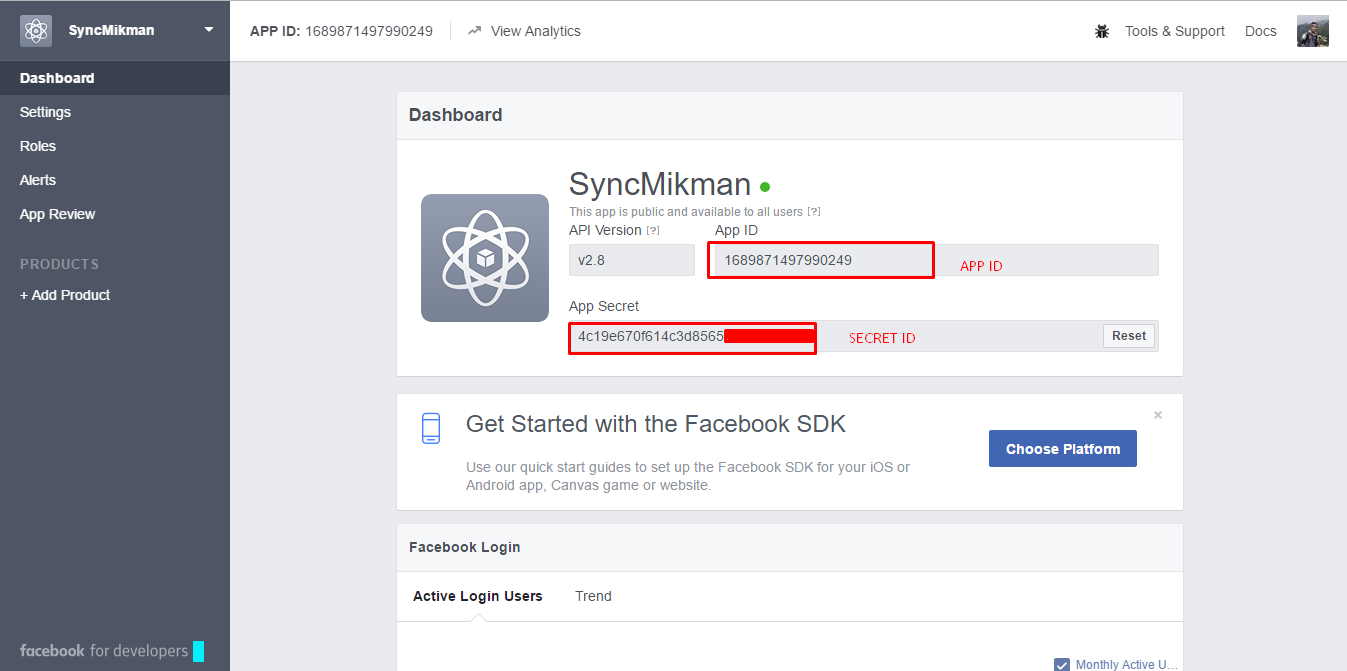 SyncMikman
APP ID: 1689871497990249
View Analytics
Tools & Support
Docs
Dashboard
Settings
Roles
Alerts
App Review
PRODUCTS
+ Add Product
facebook for developers
Dashboard
SyncMikman
This app is public and available to all users [?]
API Version [?]
App ID
v2.8
1689871497990249
APP ID
App Secret
4c19e670f614c3d8565
SECRET ID
Reset
Get Started with the Facebook SDK
×
Use our quick start guides to set up the Facebook SDK for your iOS or
Android app, Canvas game or website.
Choose Platform
Facebook Login
Active Login Users
Trend
Monthly Active U...